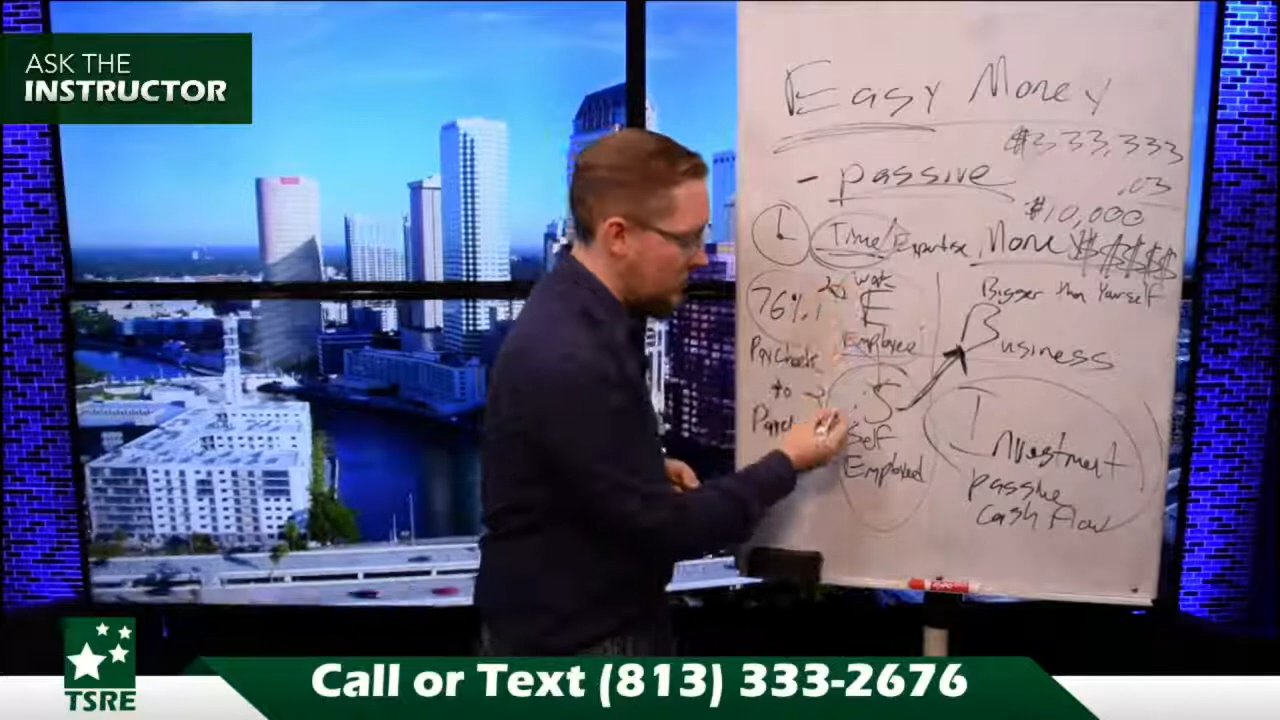 ASK THE
INSTRUCTOR
Easy Money
$333,333
- passive
.03
$10,000
Time/Expertise Money $$$$$
76%
work
E
Employee
Bigger than Yourself
Business
Paycheck
to
S
Self
Employed
Investment
passive
cash flow
TSRE
Call or Text (813) 333-2676